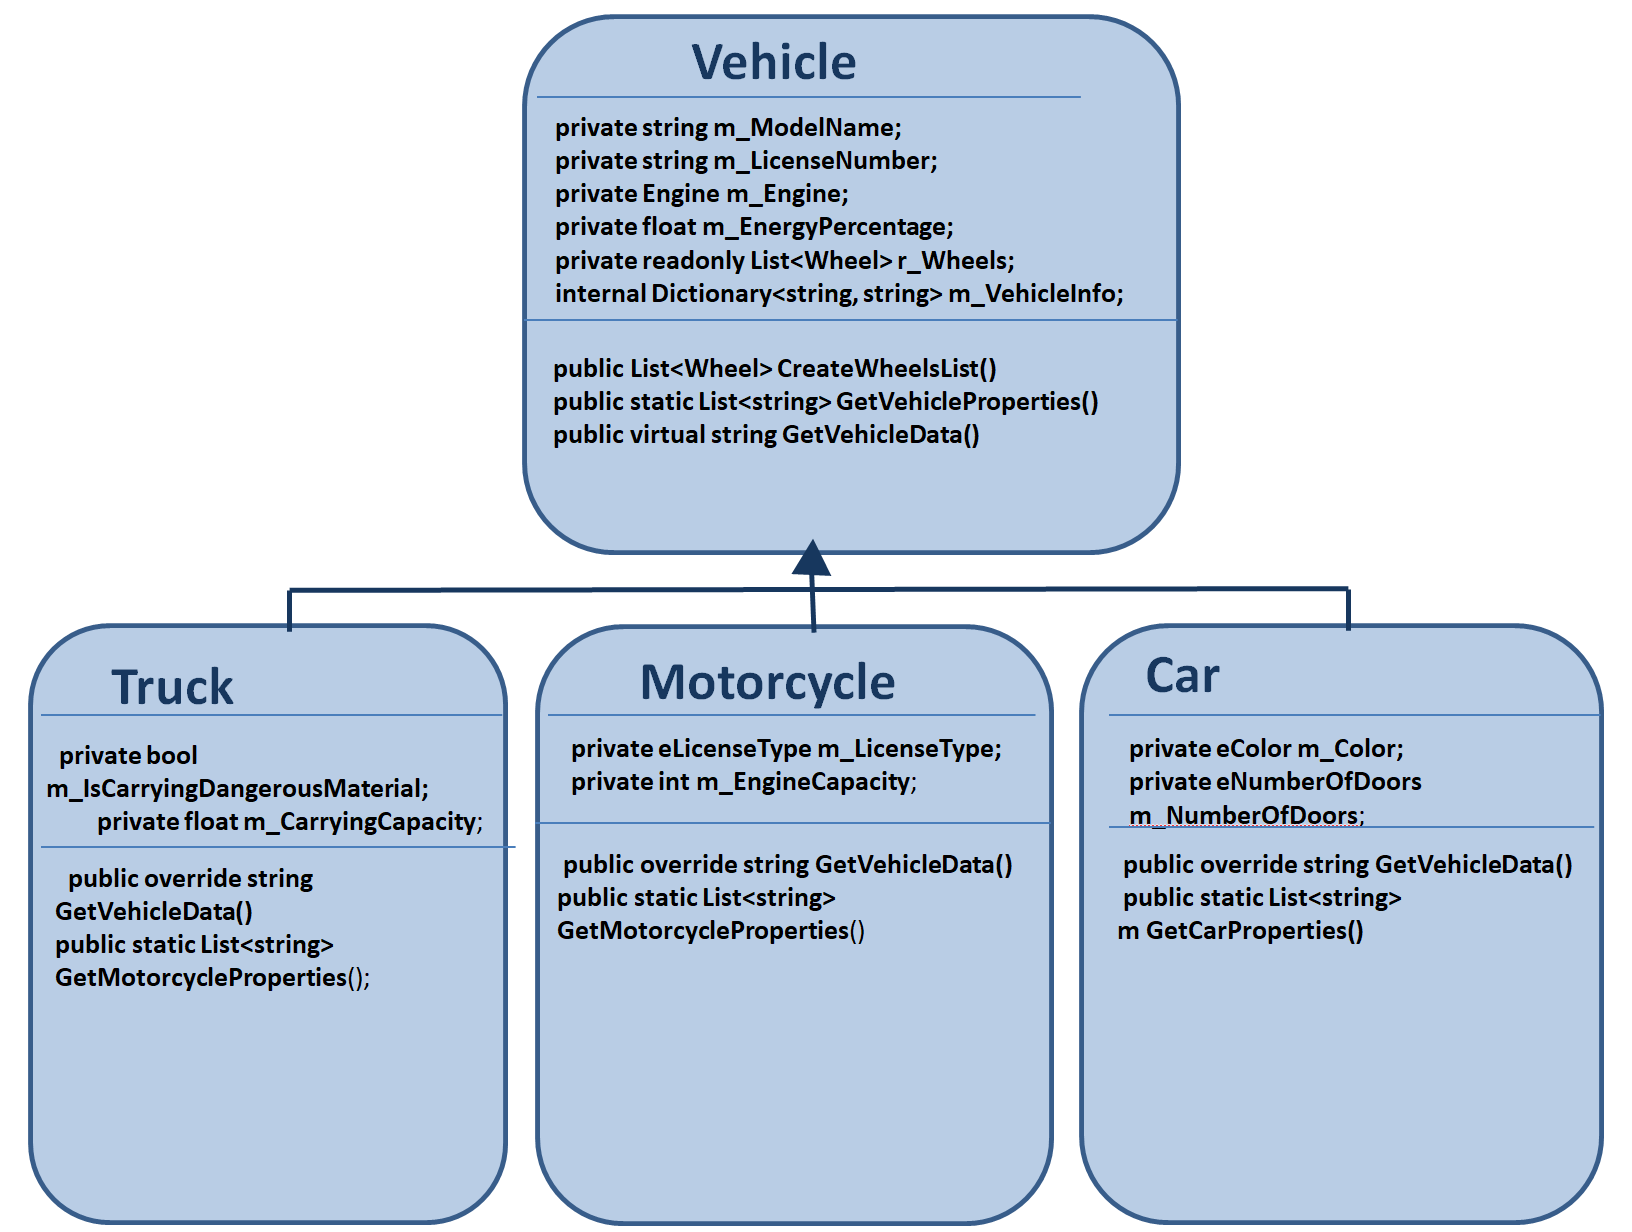 Vehicle
private string m_ModelName;
private string m_LicenseNumber;
private Engine m_Engine;
private float m_EnergyPercentage;
private readonly List<Wheel> r_Wheels;
internal Dictionary<string, string> m_VehicleInfo;
public List<Wheel> CreateWheelsList()
public static List<string> GetVehicleProperties()
public virtual string GetVehicleData()
Truck
private bool
m_IsCarryingDangerousMaterial;
private float m_CarryingCapacity;
public override string
GetVehicleData()
public static List<string>
GetMotorcycleProperties();
Motorcycle
private eLicenseType m_LicenseType;
private int m_EngineCapacity;
public override string GetVehicleData()
public static List<string>
GetMotorcycleProperties()
Car
private eColor m_Color;
private eNumberOfDoors
m_NumberOfDoors;
public override string GetVehicleData()
public static List<string>
m GetCarProperties()